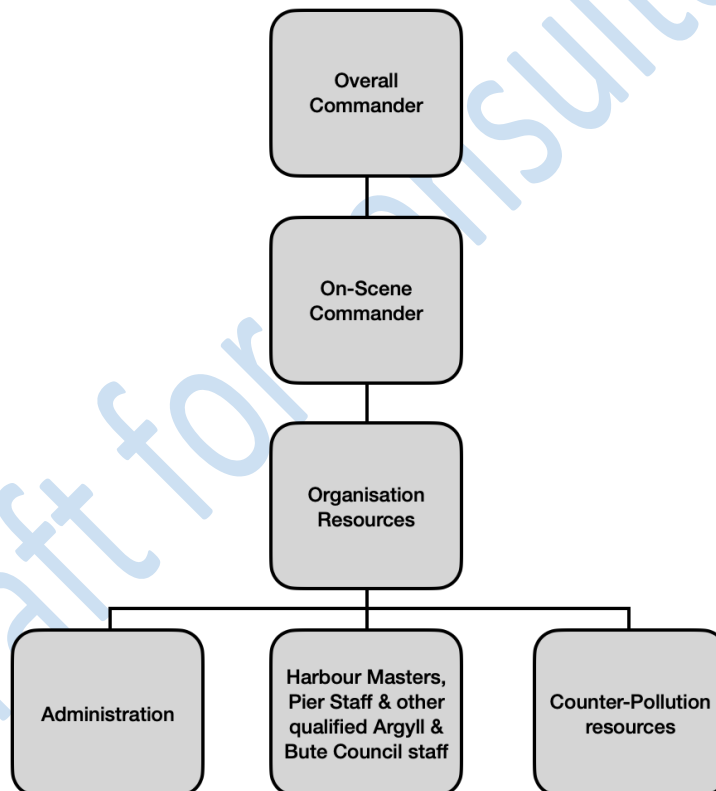 Overall
Commander
On-Scene
Commander
Organisation
Resources
Administration
Harbour Masters,
Pier Staff & other
qualified Argyll &
Bute Council staff
Counter-Pollution
resources
for